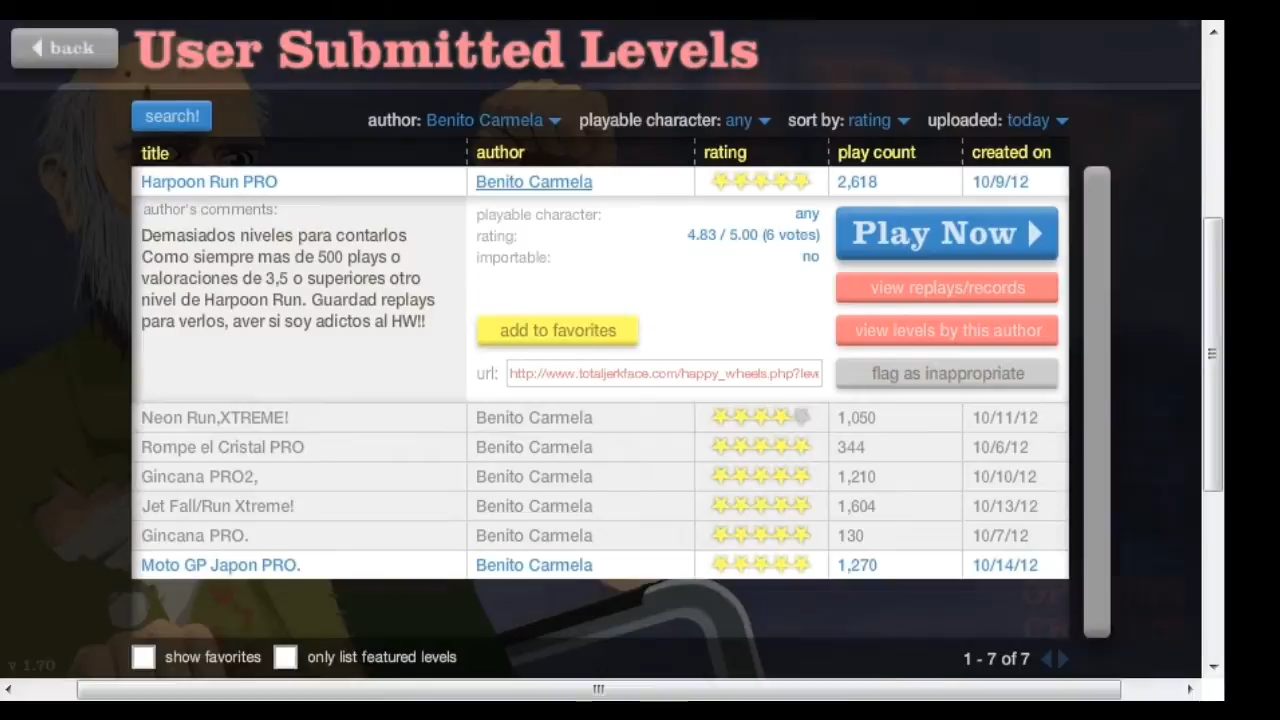 back
User Submitted Levels
search!
author: Benito Carmela playable character: any sort by: rating uploaded: today
title author rating play count created on
Harpoon Run PRO Benito Carmela 2,618 10/9/12
author's comments:
Demasiados niveles para contarlos
Como siempre mas de 500 plays o
valoraciones de 3,5 o superiores otro
nivel de Harpoon Run. Guardad replays
para verlos, aver si soy adictos al HW!!
playable character: any
rating: 4.83 / 5.00 (6 votes)
importable: no
add to favorites
url: http://www.totaljerkface.com/happy_wheels.php?leve
Play Now
view replays/records
view levels by this author
flag as inappropriate
Neon Run,XTREME! Benito Carmela 1,050 10/11/12
Rompe el Cristal PRO Benito Carmela 344 10/6/12
Gincana PRO2, Benito Carmela 1,210 10/10/12
Jet Fall/Run Xtreme! Benito Carmela 1,604 10/13/12
Gincana PRO. Benito Carmela 130 10/7/12
Moto GP Japon PRO. Benito Carmela 1,270 10/14/12
show favorites only list featured levels 1 - 7 of 7
v 1.70